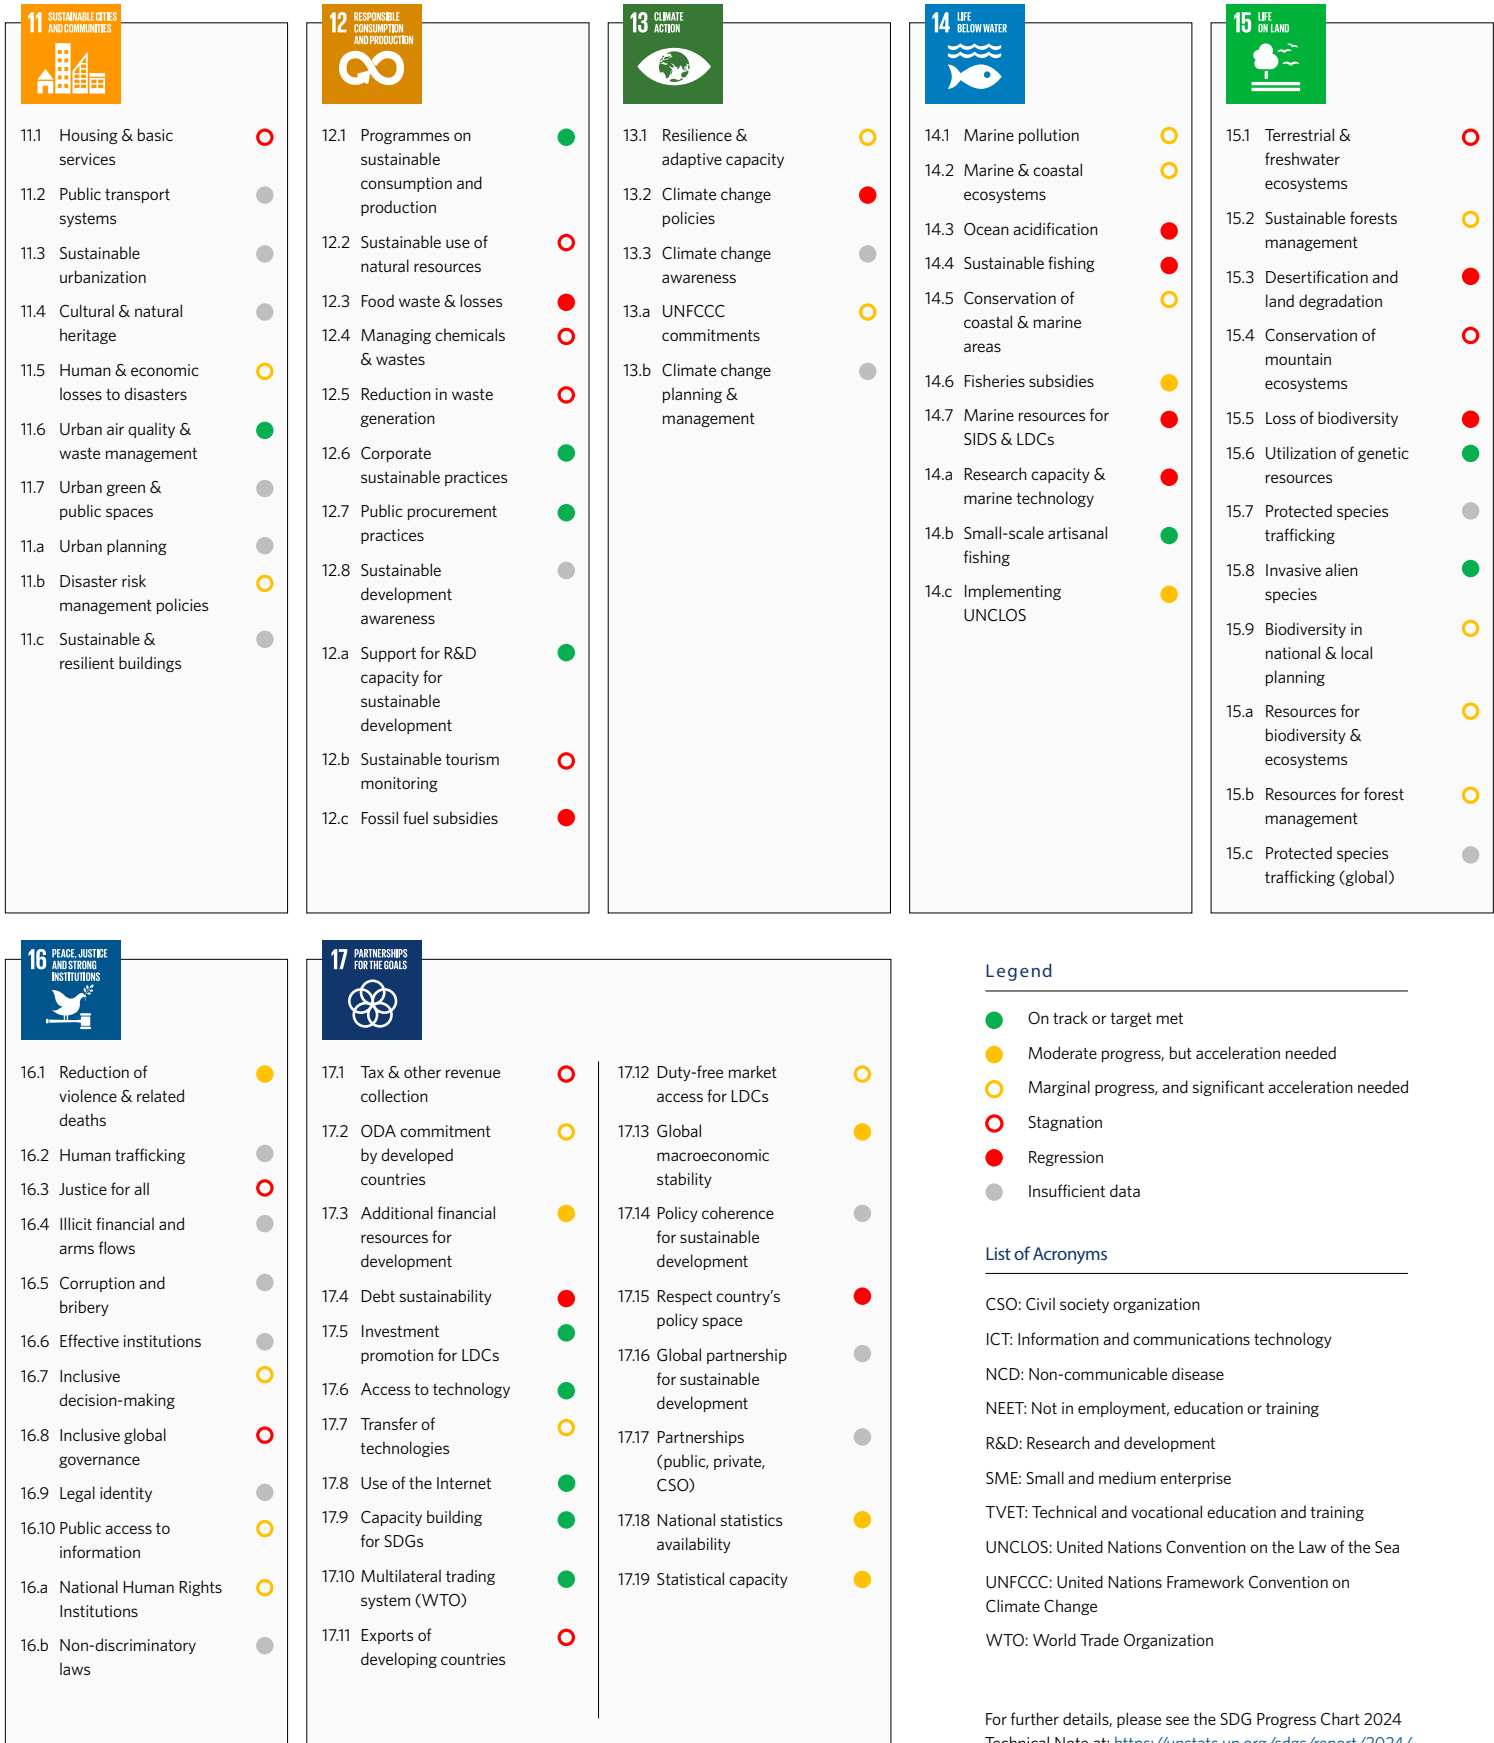 11 SUSTAINABLE CITIES
AND COMMUNITIES
11.1 Housing & basic
services
11.2 Public transport
systems
11.3 Sustainable
urbanization
11.4 Cultural & natural
heritage
11.5 Human & economic
losses to disasters
11.6 Urban air quality &
waste management
11.7 Urban green &
public spaces
11.a Urban planning
11.b Disaster risk
management policies
11.c Sustainable &
resilient buildings
12 RESPONSIBLE
CONSUMPTION
AND PRODUCTION
12.1 Programmes on
sustainable
consumption and
production
12.2 Sustainable use of
natural resources
12.3 Food waste & losses
12.4 Managing chemicals
& wastes
12.5 Reduction in waste
generation
12.6 Corporate
sustainable practices
12.7 Public procurement
practices
12.8 Sustainable
development
awareness
12.a Support for R&D
capacity for
sustainable
development
12.b Sustainable tourism
monitoring
12.c Fossil fuel subsidies
13 CLIMATE
ACTION
13.1 Resilience &
adaptive capacity
13.2 Climate change
policies
13.3 Climate change
awareness
13.a UNFCCC
commitments
13.b Climate change
planning &
management
14 LIFE
BELOW WATER
14.1 Marine pollution
14.2 Marine & coastal
ecosystems
14.3 Ocean acidification
14.4 Sustainable fishing
14.5 Conservation of
coastal & marine
areas
14.6 Fisheries subsidies
14.7 Marine resources for
SIDS & LDCs
14.a Research capacity &
marine technology
14.b Small-scale artisanal
fishing
14.c Implementing
UNCLOS
15 LIFE
ON LAND
15.1 Terrestrial &
freshwater
ecosystems
15.2 Sustainable forests
management
15.3 Desertification and
land degradation
15.4 Conservation of
mountain
ecosystems
15.5 Loss of biodiversity
15.6 Utilization of genetic
resources
15.7 Protected species
trafficking
15.8 Invasive alien
species
15.9 Biodiversity in
national & local
planning
15.a Resources for
biodiversity &
ecosystems
15.b Resources for forest
management
15.c Protected species
trafficking (global)
16 PEACE, JUSTICE
AND STRONG
INSTITUTIONS
16.1 Reduction of
violence & related
deaths
16.2 Human trafficking
16.3 Justice for all
16.4 Illicit financial and
arms flows
16.5 Corruption and
bribery
16.6 Effective institutions
16.7 Inclusive
decision-making
16.8 Inclusive global
governance
16.9 Legal identity
16.10 Public access to
information
16.a National Human Rights
Institutions
16.b Non-discriminatory
laws
17 PARTNERSHIPS
FOR THE GOALS
17.1 Tax & other revenue
collection
17.2 ODA commitment
by developed
countries
17.3 Additional financial
resources for
development
17.4 Debt sustainability
17.5 Investment
promotion for LDCs
17.6 Access to technology
17.7 Transfer of
technologies
17.8 Use of the Internet
17.9 Capacity building
for SDGs
17.10 Multilateral trading
system (WTO)
17.11 Exports of
developing countries
17.12 Duty-free market
access for LDCs
17.13 Global
macroeconomic
stability
17.14 Policy coherence
for sustainable
development
17.15 Respect country's
policy space
17.16 Global partnership
for sustainable
development
17.17 Partnerships
(public, private,
CSO)
17.18 National statistics
availability
17.19 Statistical capacity
Legend
On track or target met
Moderate progress, but acceleration needed
Marginal progress, and significant acceleration needed
Stagnation
Regression
Insufficient data
List of Acronyms
CSO: Civil society organization
ICT: Information and communications technology
NCD: Non-communicable disease
NEET: Not in employment, education or training
R&D: Research and development
SME: Small and medium enterprise
TVET: Technical and vocational education and training
UNCLOS: United Nations Convention on the Law of the Sea
UNFCCC: United Nations Framework Convention on
Climate Change
WTO: World Trade Organization
For further details, please see the SDG Progress Chart 2024
Technical Note at: https://unstats.un.org/sdgs/report/2024/